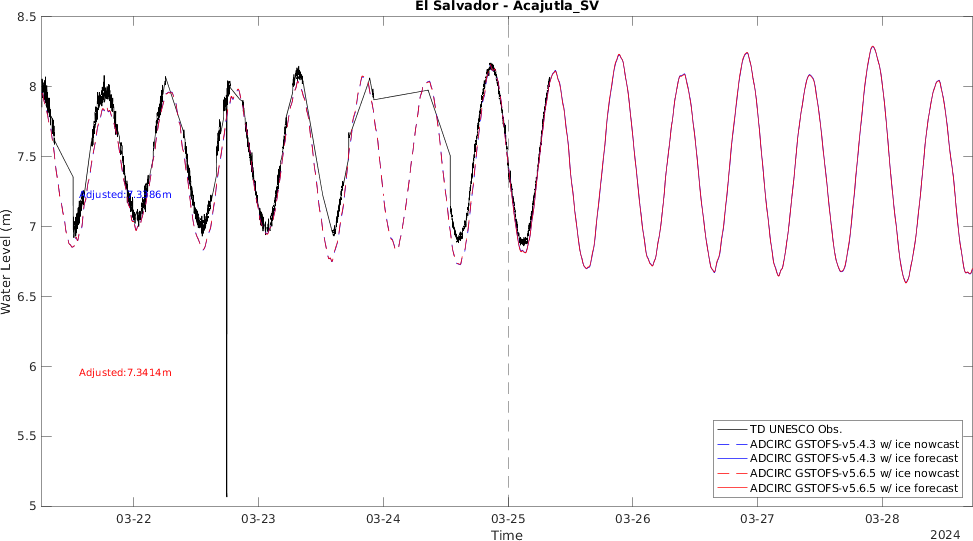 El Salvador - Acajutla_SV
8.5
8
7.5
7
6.5
6
5.5
5
Water Level (m)
Adjusted:7.3386m
Adjusted:7.3414m
TD UNESCO Obs.
ADCIRC GSTOFS-v5.4.3 w/ ice nowcast
ADCIRC GSTOFS-v5.4.3 w/ ice forecast
ADCIRC GSTOFS-v5.6.5 w/ ice nowcast
ADCIRC GSTOFS-v5.6.5 w/ ice forecast
03-22 03-23 03-24 03-25 03-26 03-27 03-28
Time
2024